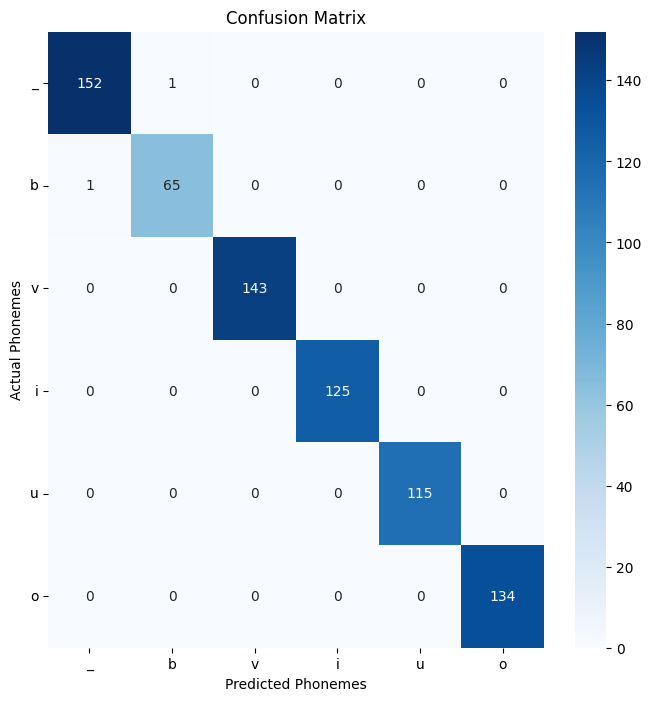 Confusion Matrix
_ 152 1 0 0 0 0
b 1 65 0 0 0 0
v 0 0 143 0 0 0
i 0 0 0 125 0 0
u 0 0 0 0 115 0
o 0 0 0 0 0 134
_ b v i u o
Predicted Phonemes
Actual Phonemes
140
120
100
80
60
40
20
0